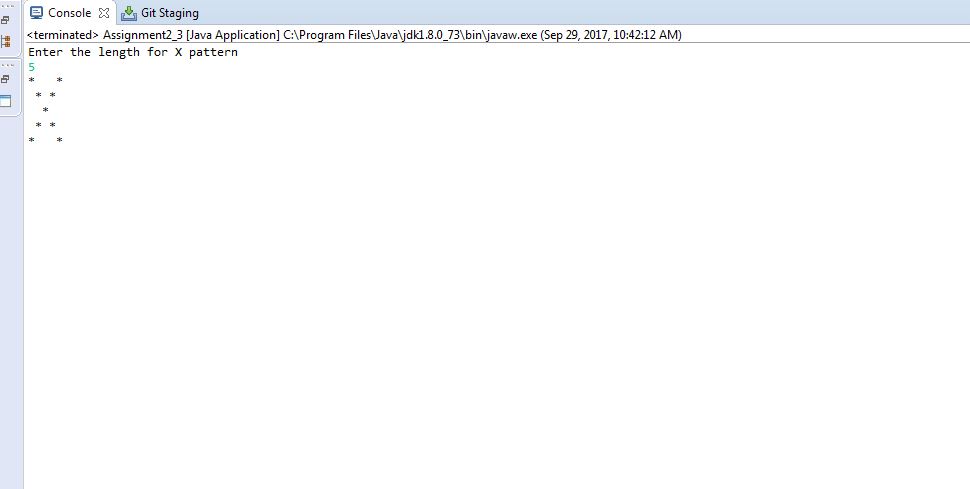 Console Git Staging
<terminated> Assignment2_3 [Java Application] C:\Program Files\Java\jdk1.8.0_73\bin\javaw.exe (Sep 29, 2017, 10:42:12 AM)
Enter the length for X pattern
5
*   *
 * *
  *
 * *
*   *